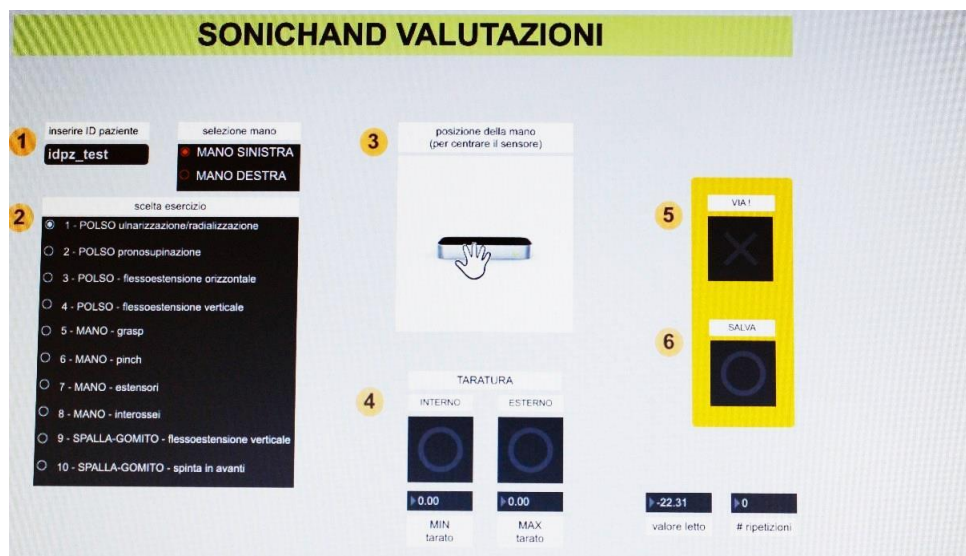 SONICHAND VALUTAZIONI
1
inserire ID paziente
idpz_test
selezione mano
MANO SINISTRA
MANO DESTRA
2
scelta esercizio
1 - POLSO ulnarizzazione/radializzazione
2 - POLSO pronosupinazione
3 - POLSO - flessoestensione orizzontale
4 - POLSO - flessoestensione verticale
5 - MANO - grasp
6 - MANO - pinch
7 - MANO - estensori
8 - MANO - interossei
9 - SPALLA-GOMITO - flessoestensione verticale
10 - SPALLA-GOMITO - spinta in avanti
3
posizione della mano
(per centrare il sensore)
4
TARATURA
INTERNO
ESTERNO
0.00
0.00
MIN
tarato
MAX
tarato
5
VIA !
6
SALVA
-22.31
0
valore letto
# ripetizioni